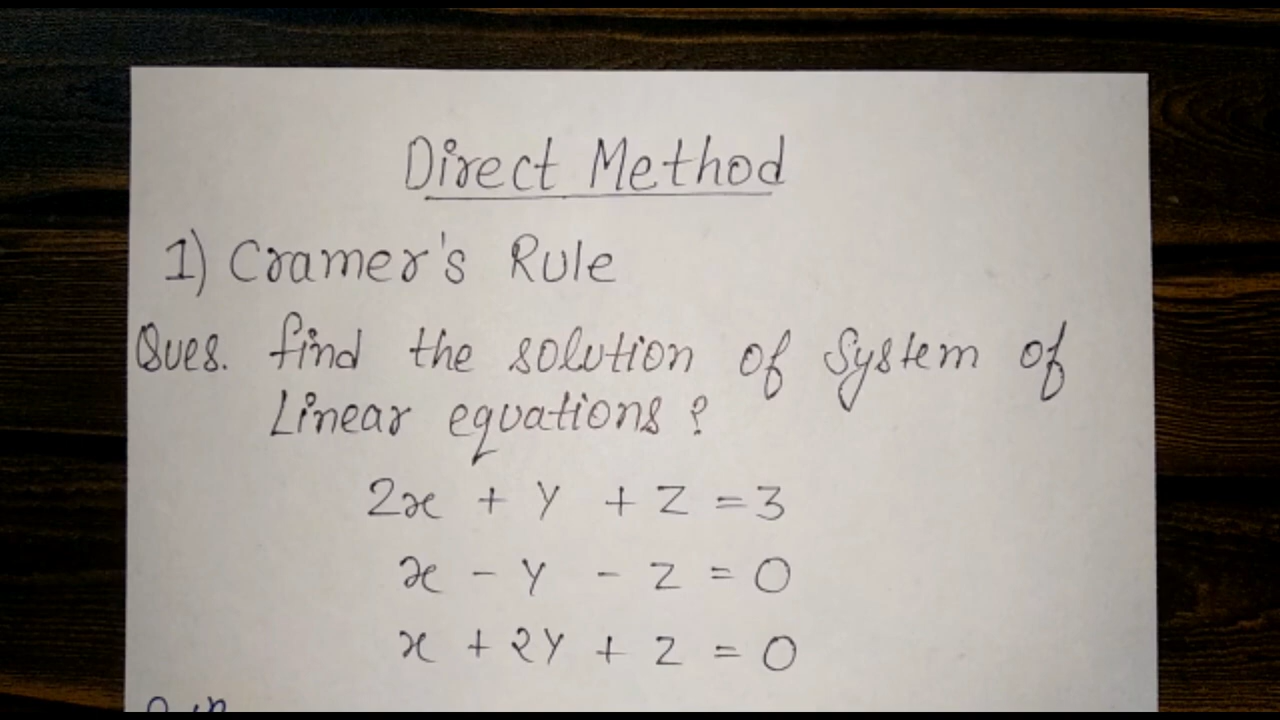 Direct Method
1) Cramer's Rule
Ques. find the solution of System of
Linear equations ?
2x + y + z = 3
x - y - z = 0
x + 2y + z = 0